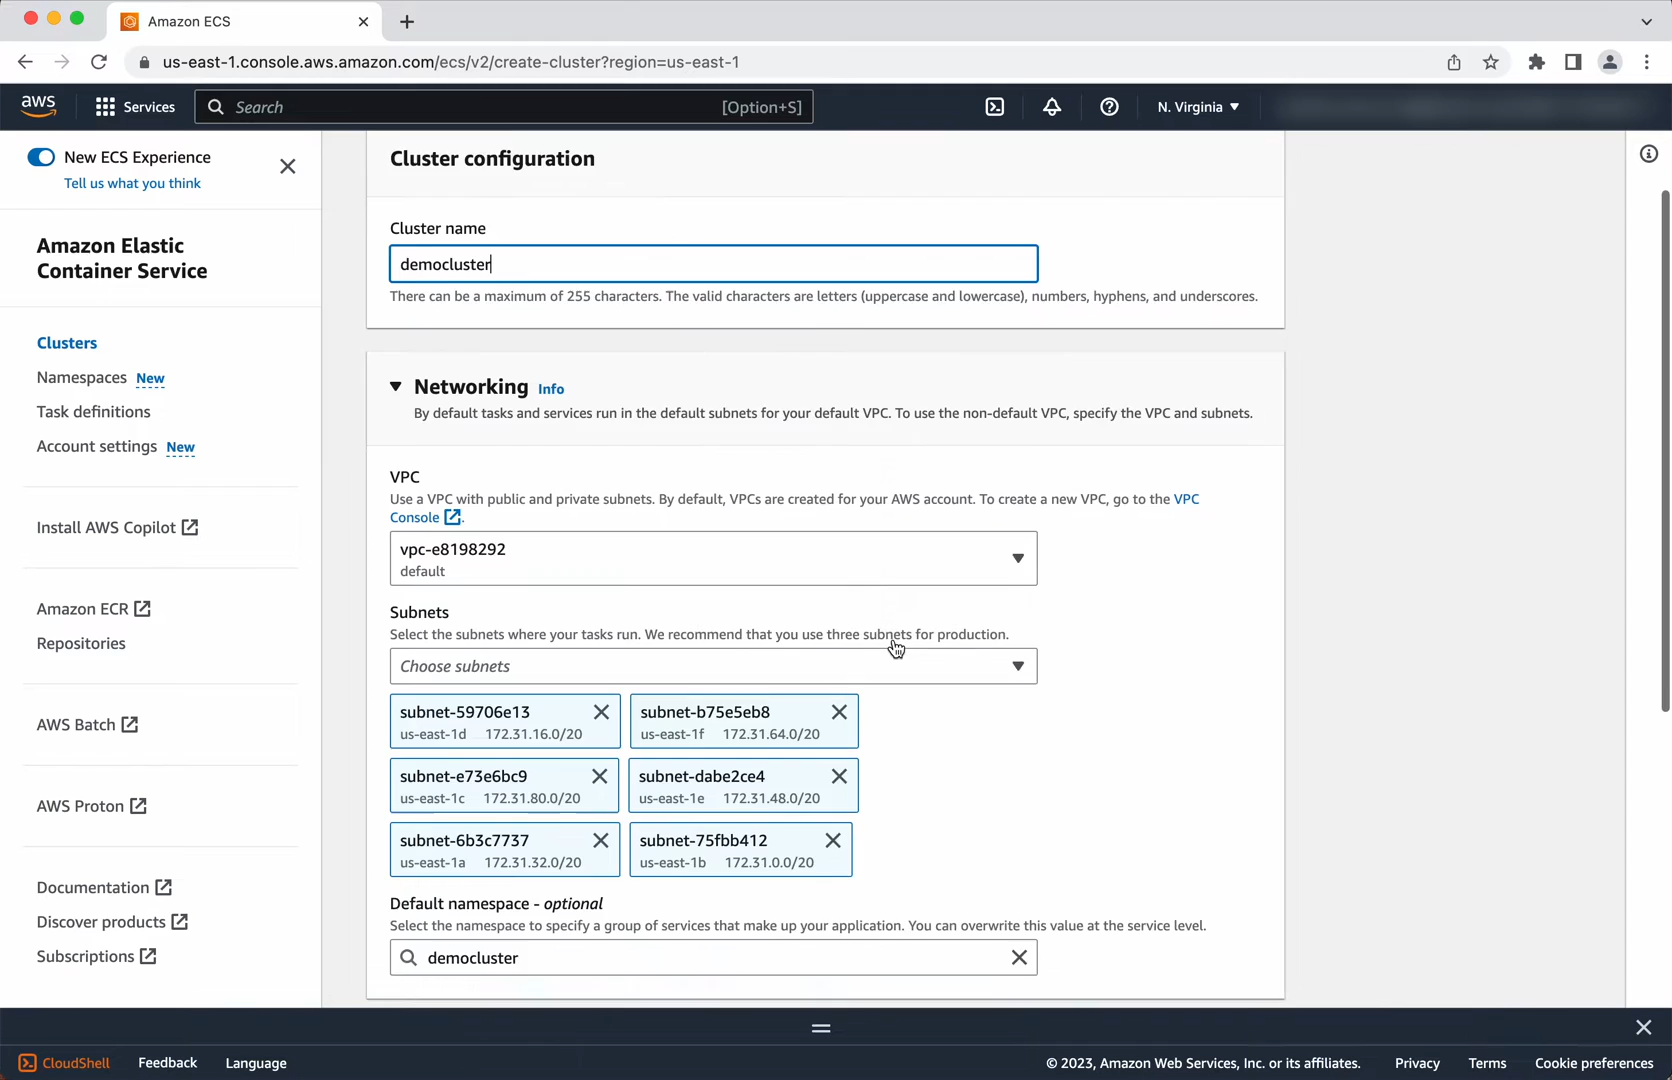 Amazon ECS
us-east-1.console.aws.amazon.com/ecs/v2/create-cluster?region=us-east-1
aws
Services
Search
[Option+S]
N. Virginia
New ECS Experience
Tell us what you think
Amazon Elastic
Container Service
Clusters
Namespaces New
Task definitions
Account settings New
Install AWS Copilot
Amazon ECR
Repositories
AWS Batch
AWS Proton
Documentation
Discover products
Subscriptions
Cluster configuration
Cluster name
democluster
There can be a maximum of 255 characters. The valid characters are letters (uppercase and lowercase), numbers, hyphens, and underscores.
Networking Info
By default tasks and services run in the default subnets for your default VPC. To use the non-default VPC, specify the VPC and subnets.
VPC
Use a VPC with public and private subnets. By default, VPCs are created for your AWS account. To create a new VPC, go to the VPC
Console .
vpc-e8198292
default
Subnets
Select the subnets where your tasks run. We recommend that you use three subnets for production.
Choose subnets
subnet-59706e13
us-east-1d 172.31.16.0/20
subnet-b75e5eb8
us-east-1f 172.31.64.0/20
subnet-e73e6bc9
us-east-1c 172.31.80.0/20
subnet-dabe2ce4
us-east-1e 172.31.48.0/20
subnet-6b3c7737
us-east-1a 172.31.32.0/20
subnet-75fbb412
us-east-1b 172.31.0.0/20
Default namespace - optional
Select the namespace to specify a group of services that make up your application. You can overwrite this value at the service level.
democluster
CloudShell
Feedback
Language
© 2023, Amazon Web Services, Inc. or its affiliates.
Privacy
Terms
Cookie preferences